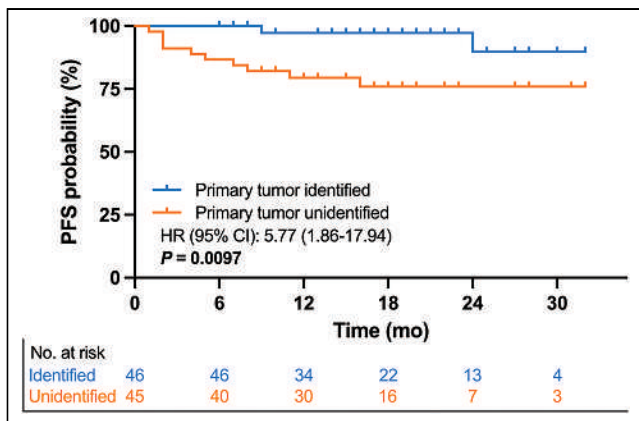 PFS probability (%)
100
75
50
25
0
Primary tumor identified
Primary tumor unidentified
HR (95% CI): 5.77 (1.86-17.94)
P = 0.0097
0 6 12 18 24 30
Time (mo)
No. at risk
Identified 46 46 34 22 13 4
Unidentified 45 40 30 16 7 3